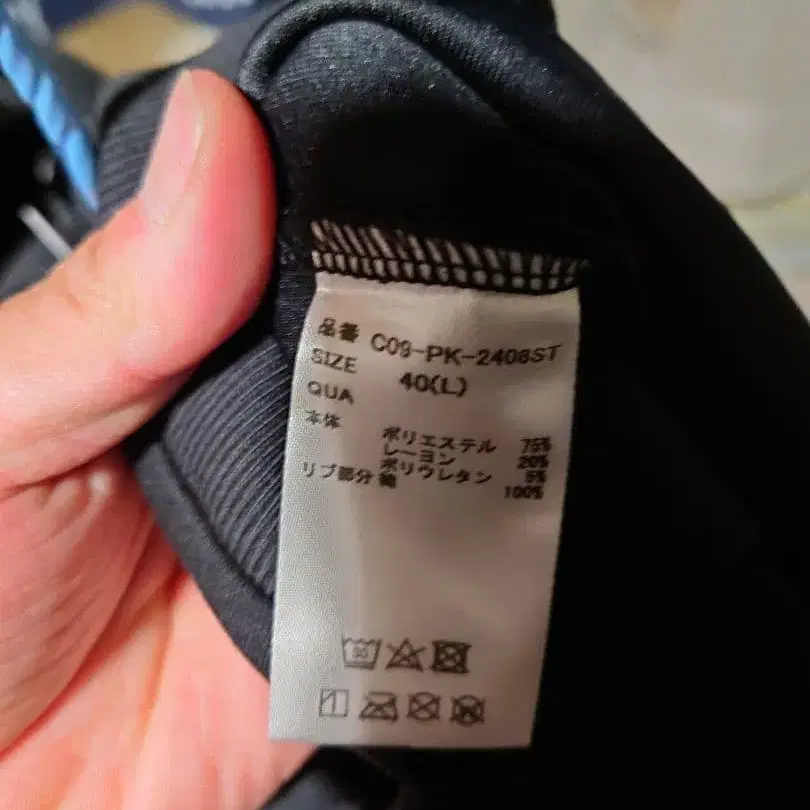 品番 C09-PK-2408ST
SIZE 40(L)
QUA
本体 ポリエステル 75%
レーヨン 20%
ポリウレタン 5%
リブ部分 綿 100%